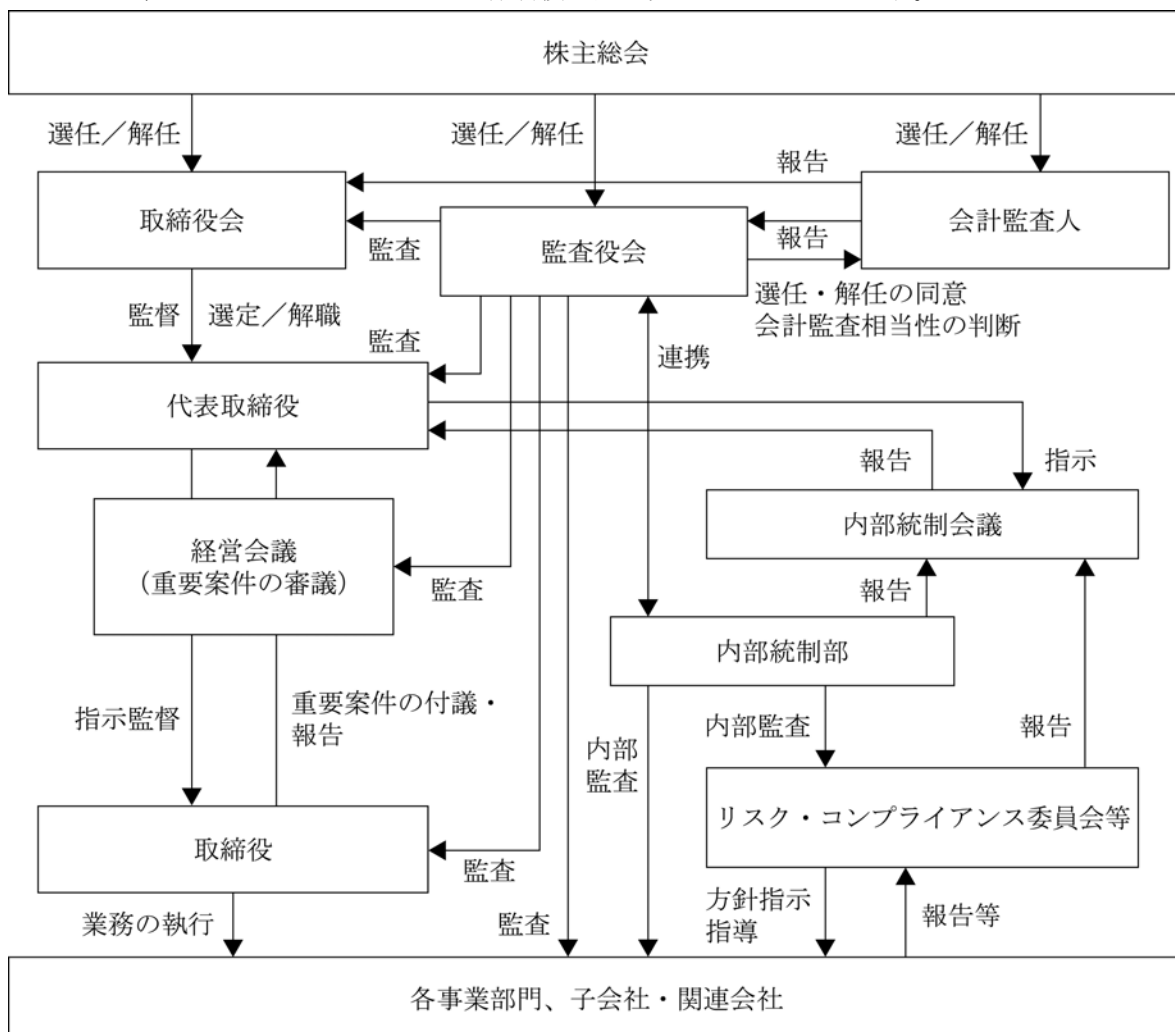 株主総会
選任／解任
選任／解任
選任／解任
報告
取締役会
監査
監査役会
報告
会計監査人
選任・解任の同意
会計監査相当性の判断
監督
選定／解職
監査
連携
代表取締役
報告
指示
経営会議
（重要案件の審議）
監査
内部統制会議
報告
内部統制部
指示監督
重要案件の付議・
報告
内部
監査
内部監査
報告
リスク・コンプライアンス委員会等
取締役
監査
業務の執行
監査
方針指示
指導
報告等
各事業部門、子会社・関連会社